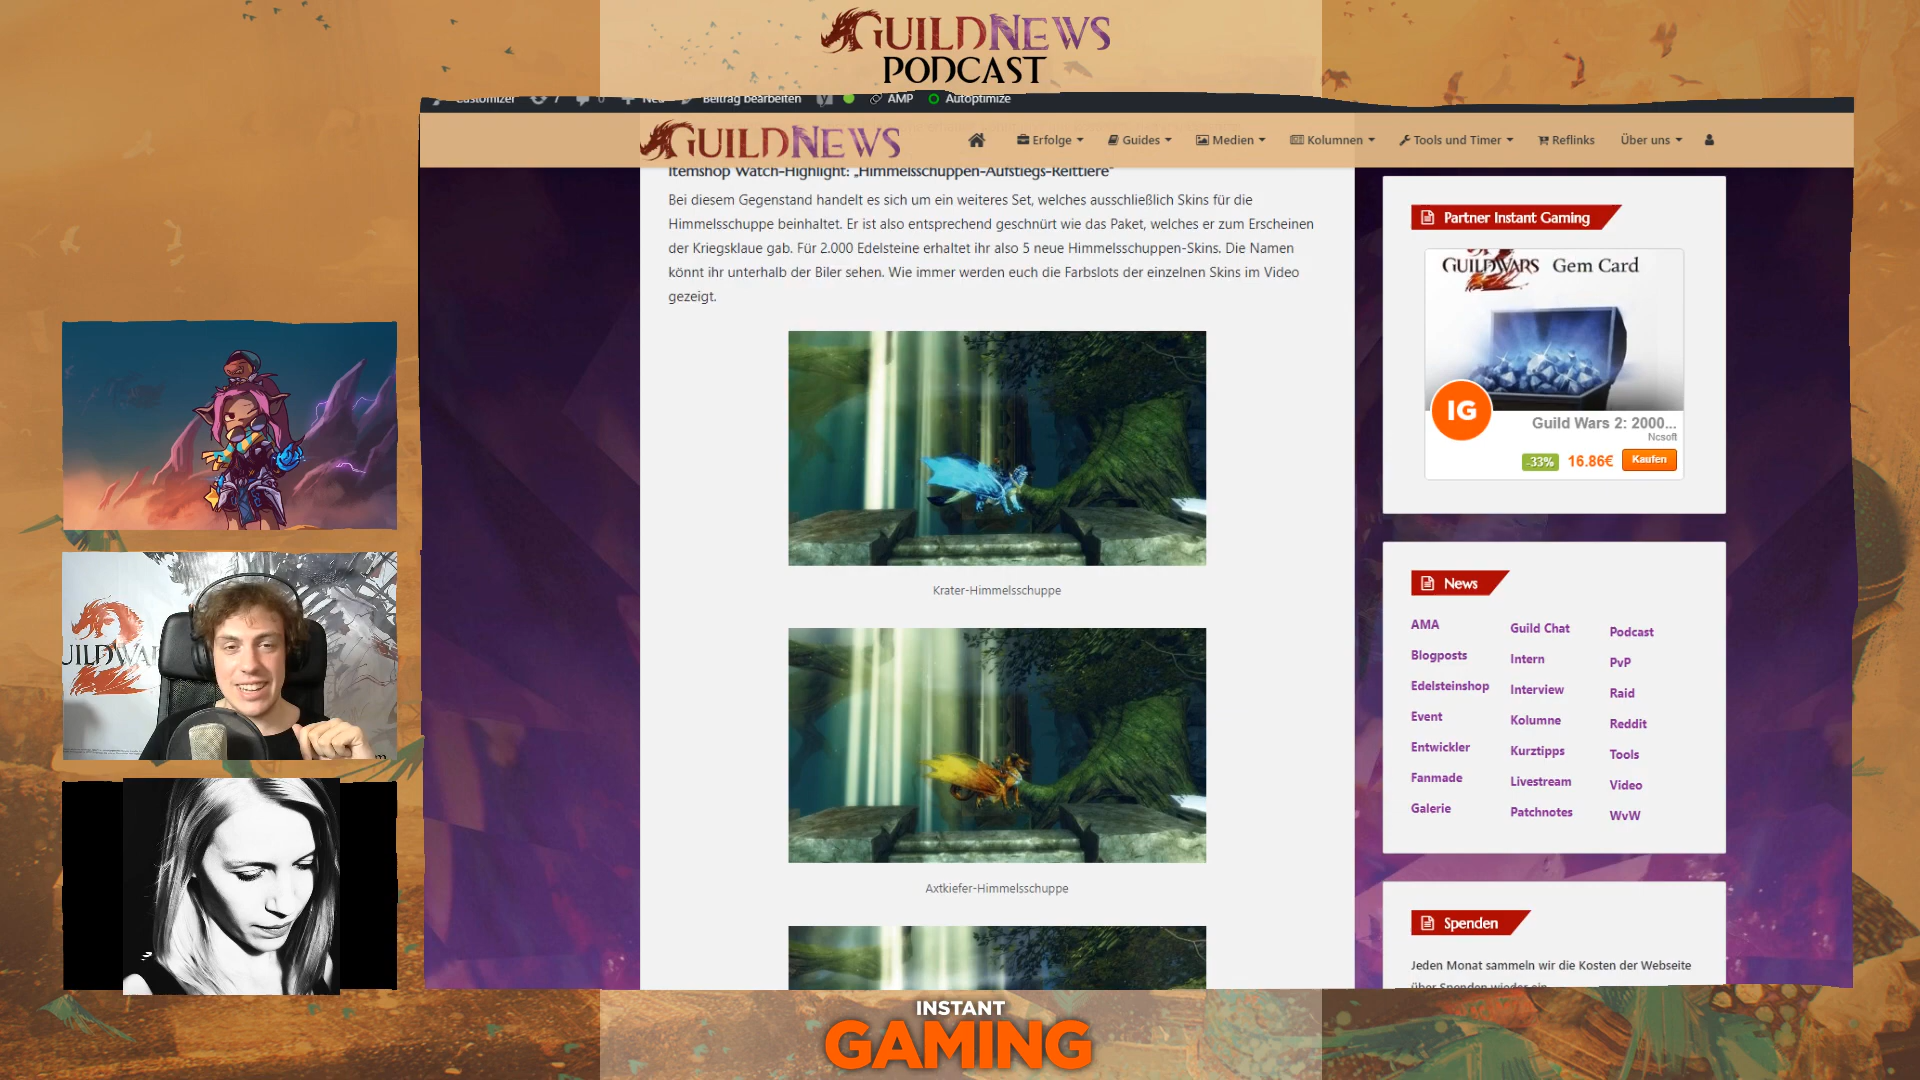 GUILDNEWS
PODCAST
Customizer 7 0 Neu Beitrag bearbeiten AMP Autoptimize
GUILDNEWS
Erfolge
Guides
Medien
Kolumnen
Tools und Timer
Reflinks
Über uns
Itemshop Watch-Highlight: „Himmelsschuppen-Aufstiegs-Reittiere“
Bei diesem Gegenstand handelt es sich um ein weiteres Set, welches ausschließlich Skins für die
Himmelsschuppe beinhaltet. Er ist also entsprechend geschnürt wie das Paket, welches er zum Erscheinen
der Kriegsklaue gab. Für 2.000 Edelsteine erhaltet ihr also 5 neue Himmelsschuppen-Skins. Die Namen
könnt ihr unterhalb der Biler sehen. Wie immer werden euch die Farbslots der einzelnen Skins im Video
gezeigt.
Krater-Himmelsschuppe
Axtkiefer-Himmelsschuppe
Partner Instant Gaming
GUILDWARS 2 Gem Card
IG
Guild Wars 2: 2000...
Ncsoft
-33% 16.86€ Kaufen
News
AMA
Blogposts
Edelsteinshop
Event
Entwickler
Fanmade
Galerie
Guild Chat
Intern
Interview
Kolumne
Kurztipps
Livestream
Patchnotes
Podcast
PvP
Raid
Reddit
Tools
Video
WvW
Spenden
Jeden Monat sammeln wir die Kosten der Webseite
über Spenden wieder ein
UILDWA
2
INSTANT
GAMING